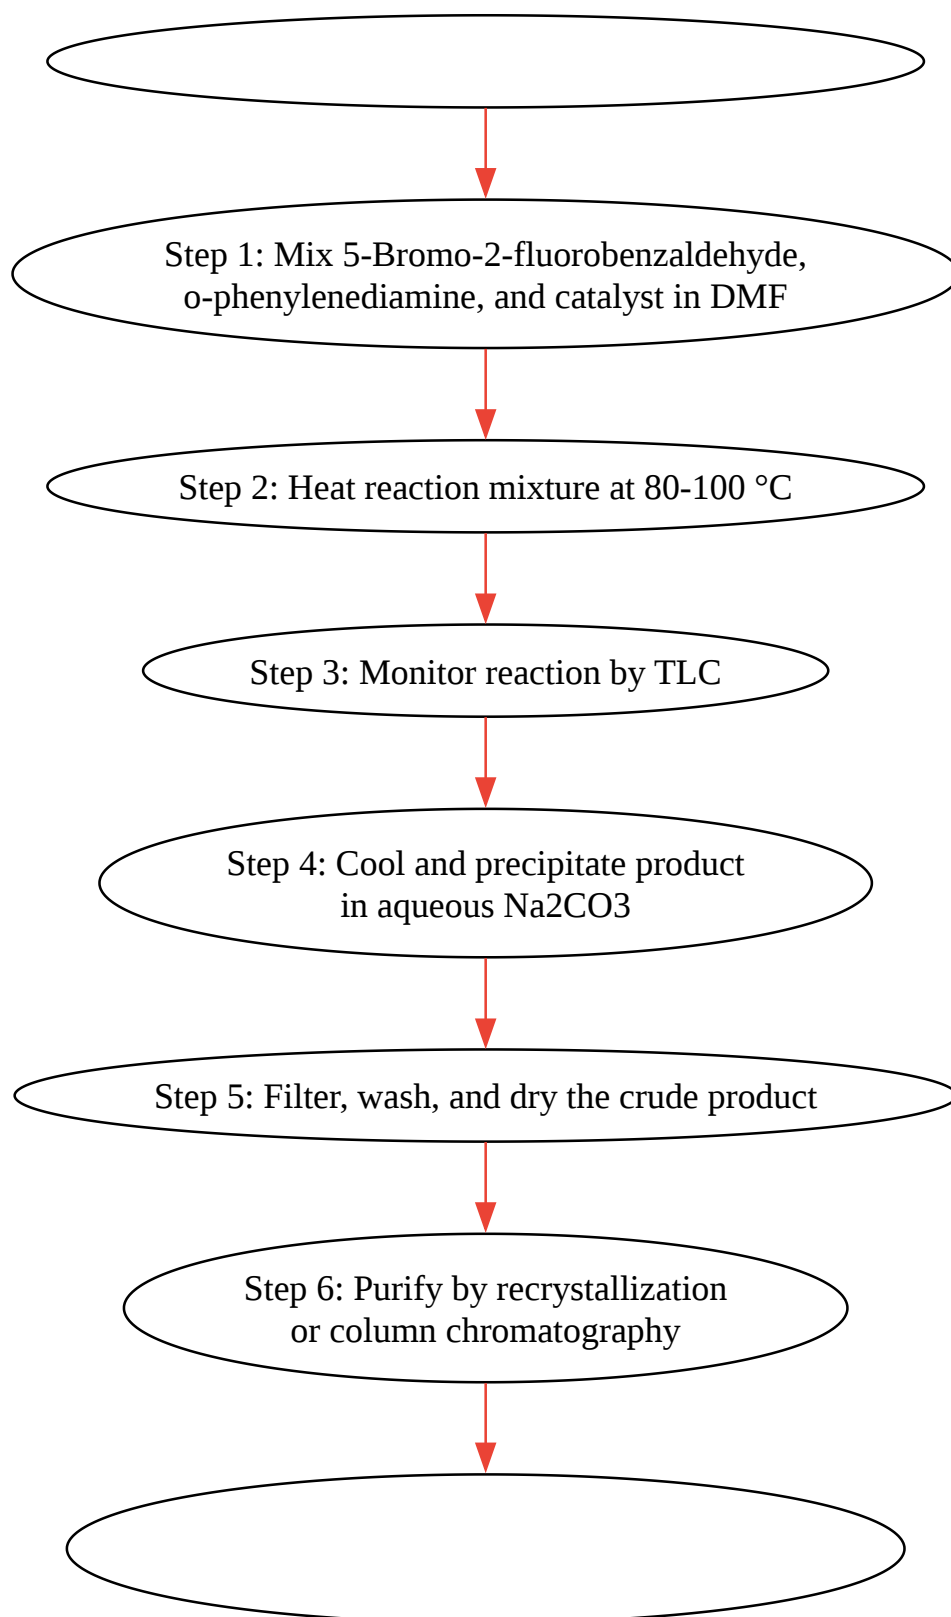 Step 1: Mix 5-Bromo-2-fluorobenzaldehyde,
o-phenylenediamine, and catalyst in DMF
Step 2: Heat reaction mixture at 80-100 °C
Step 3: Monitor reaction by TLC
Step 4: Cool and precipitate product
in aqueous Na2CO3
Step 5: Filter, wash, and dry the crude product
Step 6: Purify by recrystallization
or column chromatography